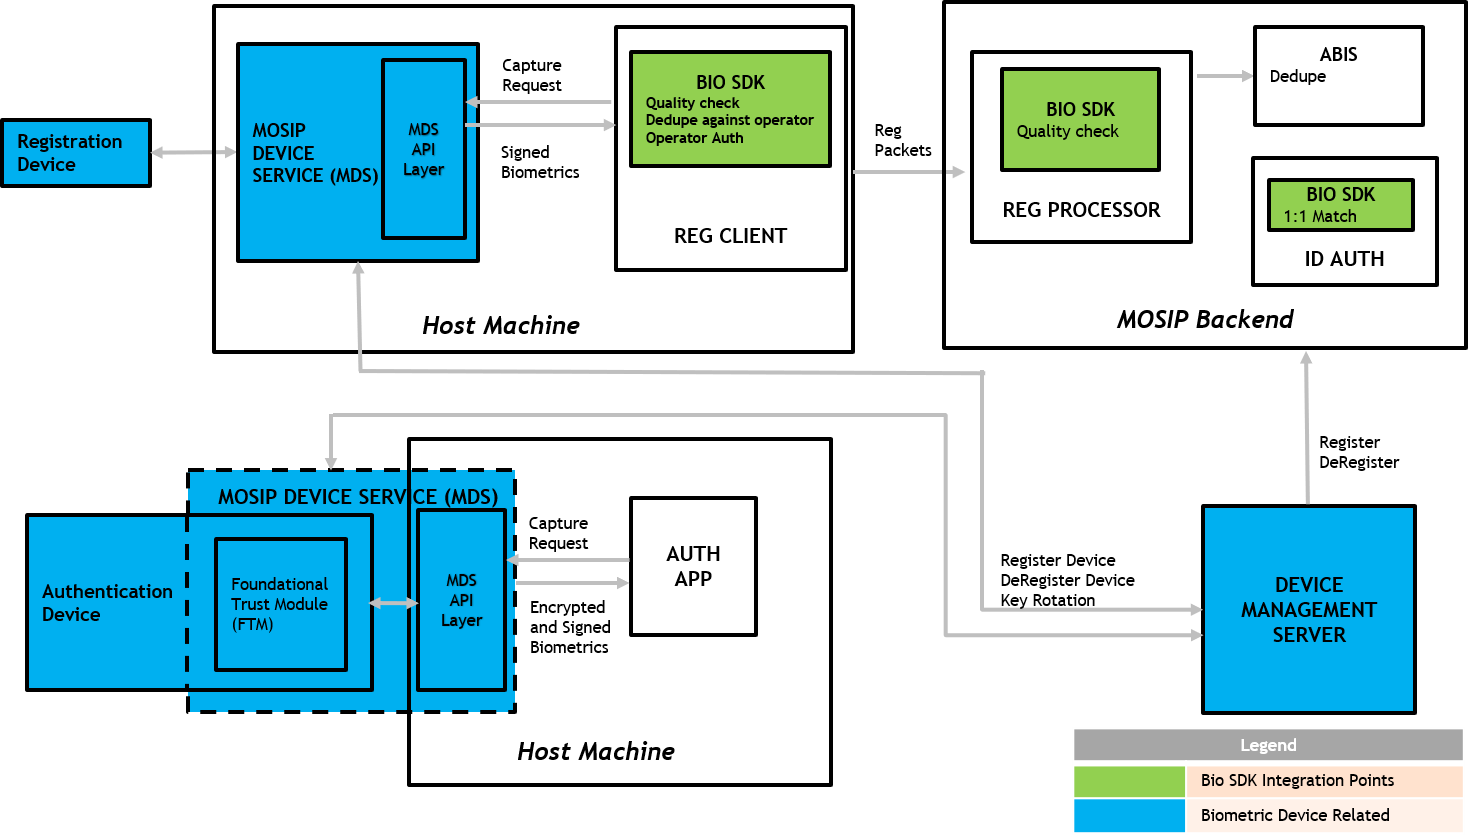 Registration
Device
MOSIP
DEVICE
SERVICE (MDS)
MDS
API
Layer
Capture
Request
Signed
Biometrics
BIO SDK
Quality check
Dedupe against operator
Operator Auth
REG CLIENT
Host Machine
Reg
Packets
BIO SDK
Quality check
REG PROCESSOR
ABIS
Dedupe
BIO SDK
1:1 Match
ID AUTH
MOSIP Backend
Register
DeRegister
MOSIP DEVICE SERVICE (MDS)
Authentication
Device
Foundational
Trust Module
(FTM)
MDS
API
Layer
Capture
Request
Encrypted
and Signed
Biometrics
AUTH
APP
Host Machine
Register Device
DeRegister Device
Key Rotation
DEVICE
MANAGEMENT
SERVER
Legend
Bio SDK Integration Points
Biometric Device Related